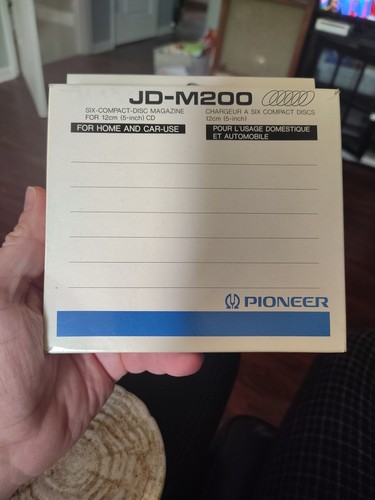 JD-M200
SIX-COMPACT-DISC MAGAZINE
FOR 12cm (5-inch) CD
FOR HOME AND CAR-USE
CHARGEUR A SIX COMPACT DISCS
12cm (5-inch)
POUR L'USAGE DOMESTIQUE
ET AUTOMOBILE
PIONEER